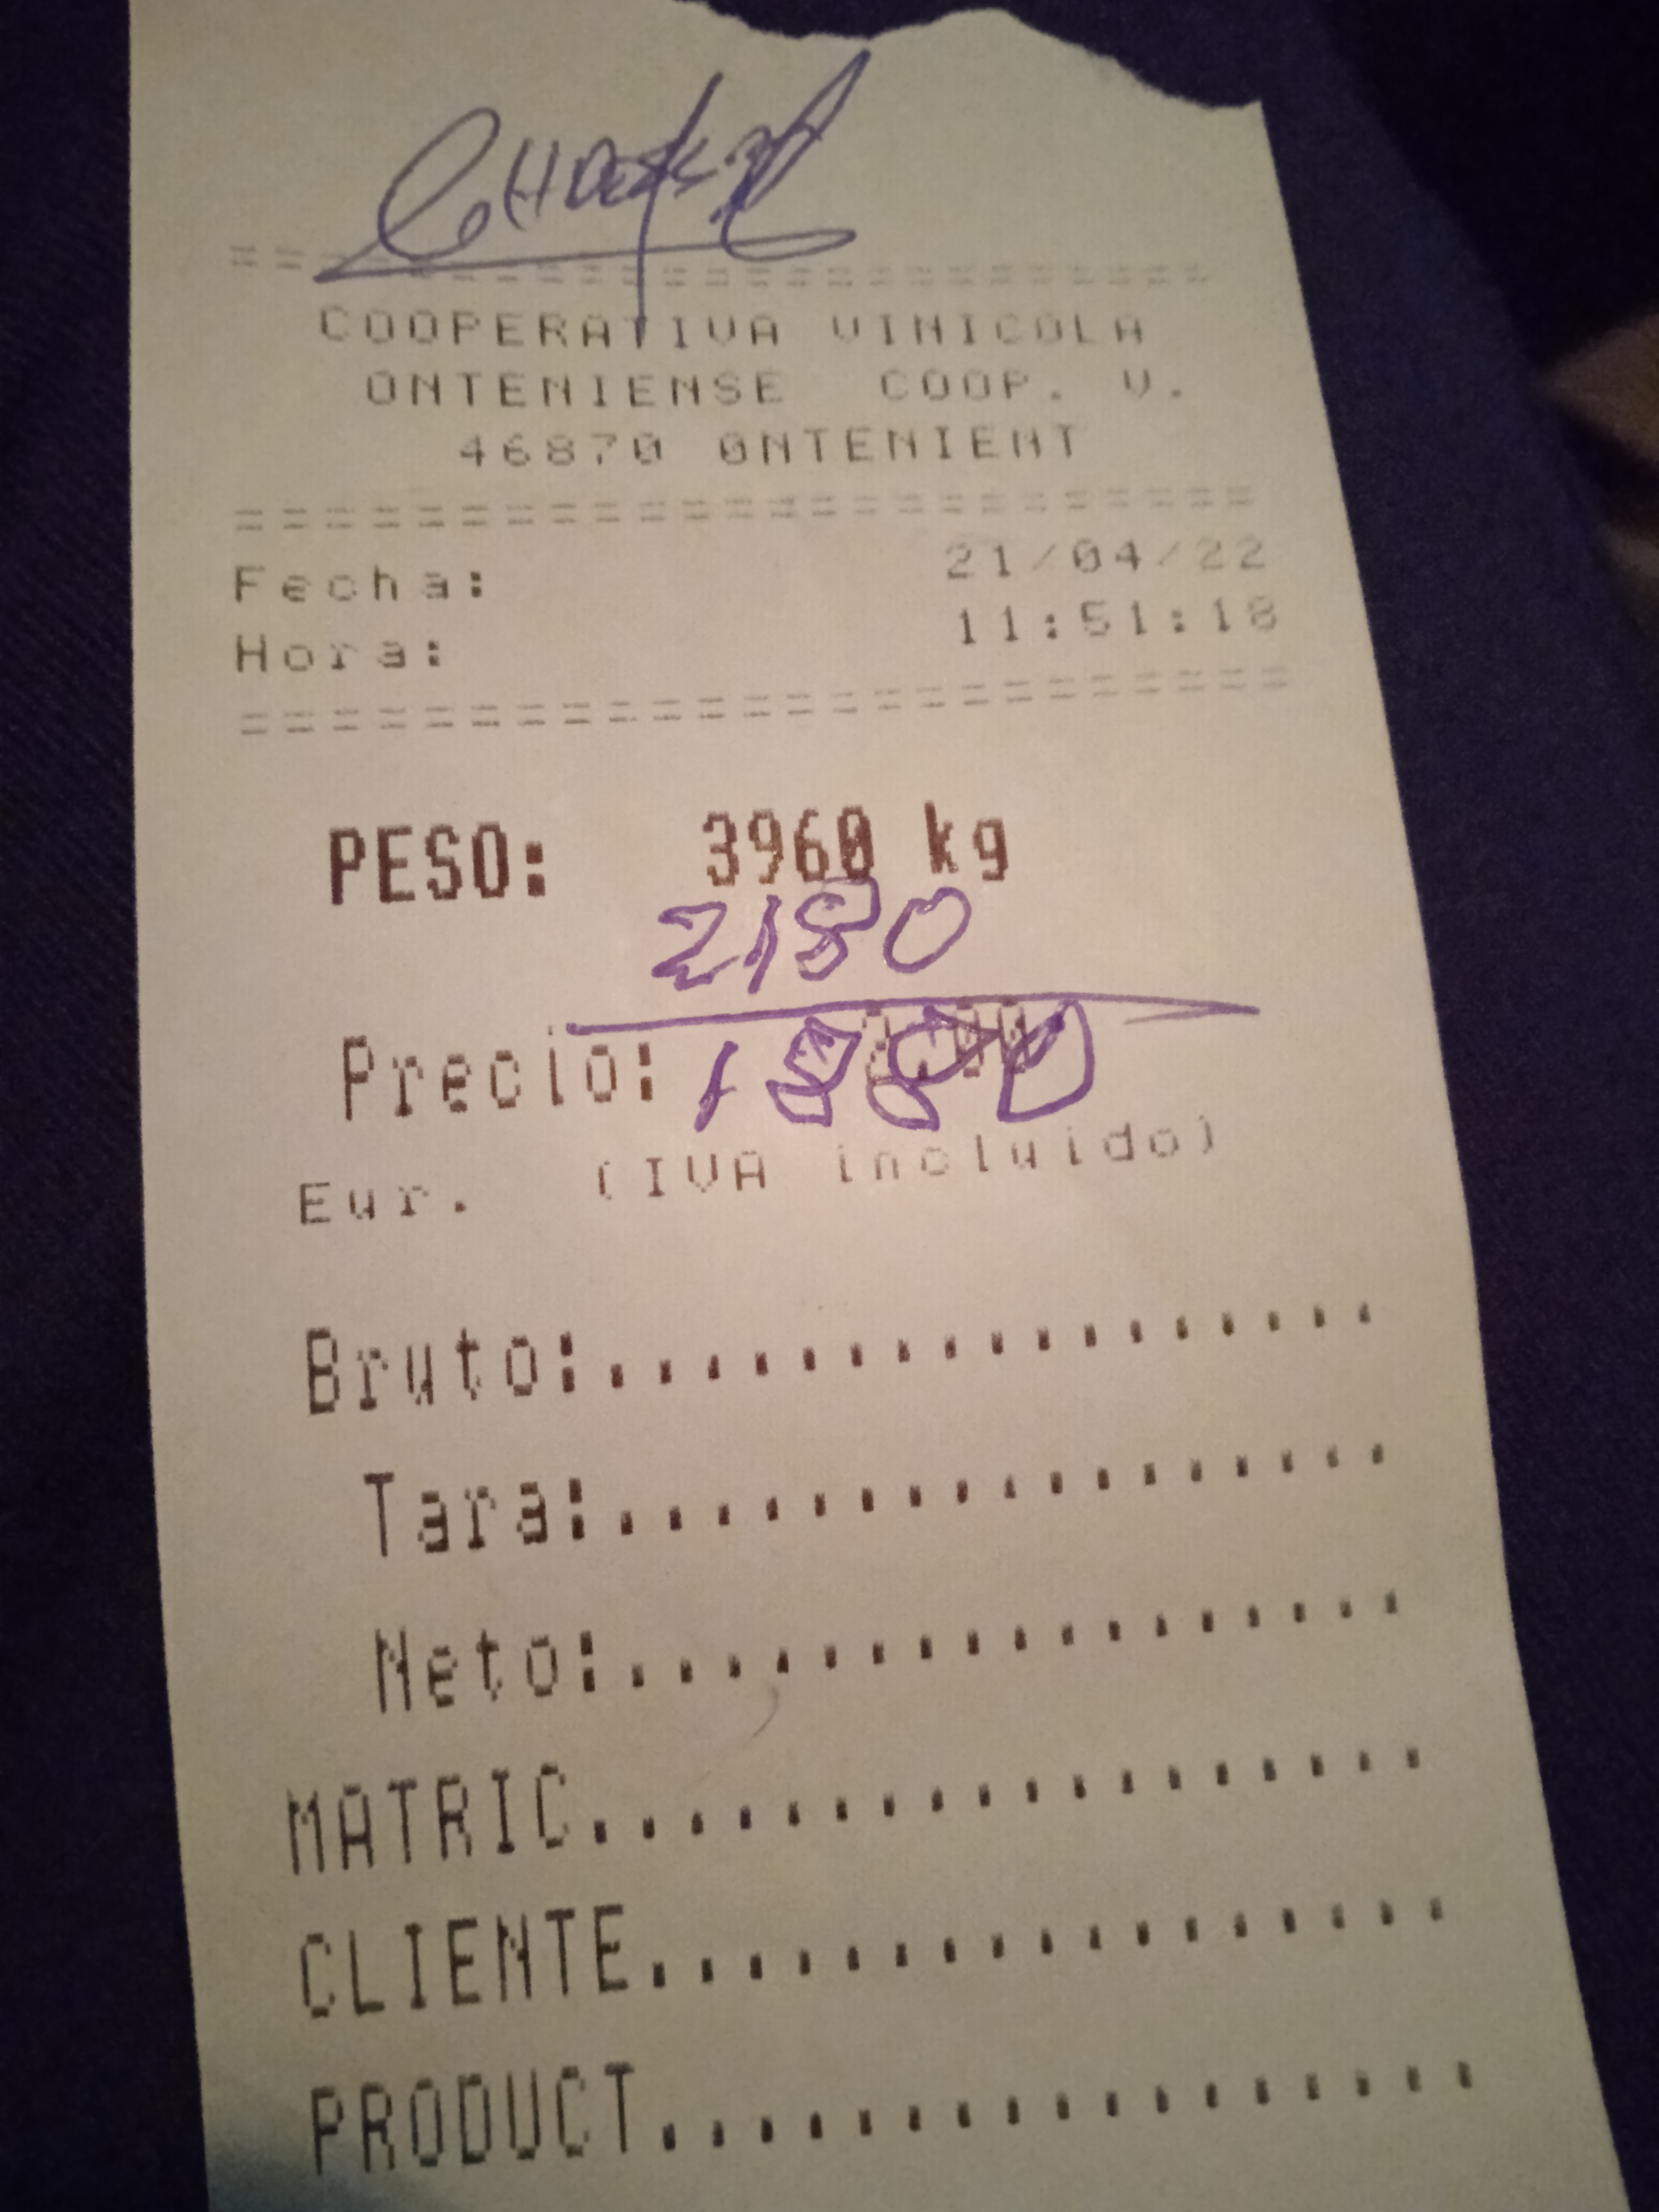 ========================
COOPERATIVA VINICOLA
ONTENIENSE COOP. V.
46870 ONTENIENT
========================
Fecha: 21/04/22
Hora: 11:51:18
========================
PESO: 3960 kg
2180
Precio:
Eur. (IVA incluido)
Bruto:.................
Tara:.................
Neto:.................
MATRIC..................
CLIENTE.................
PRODUCT.................